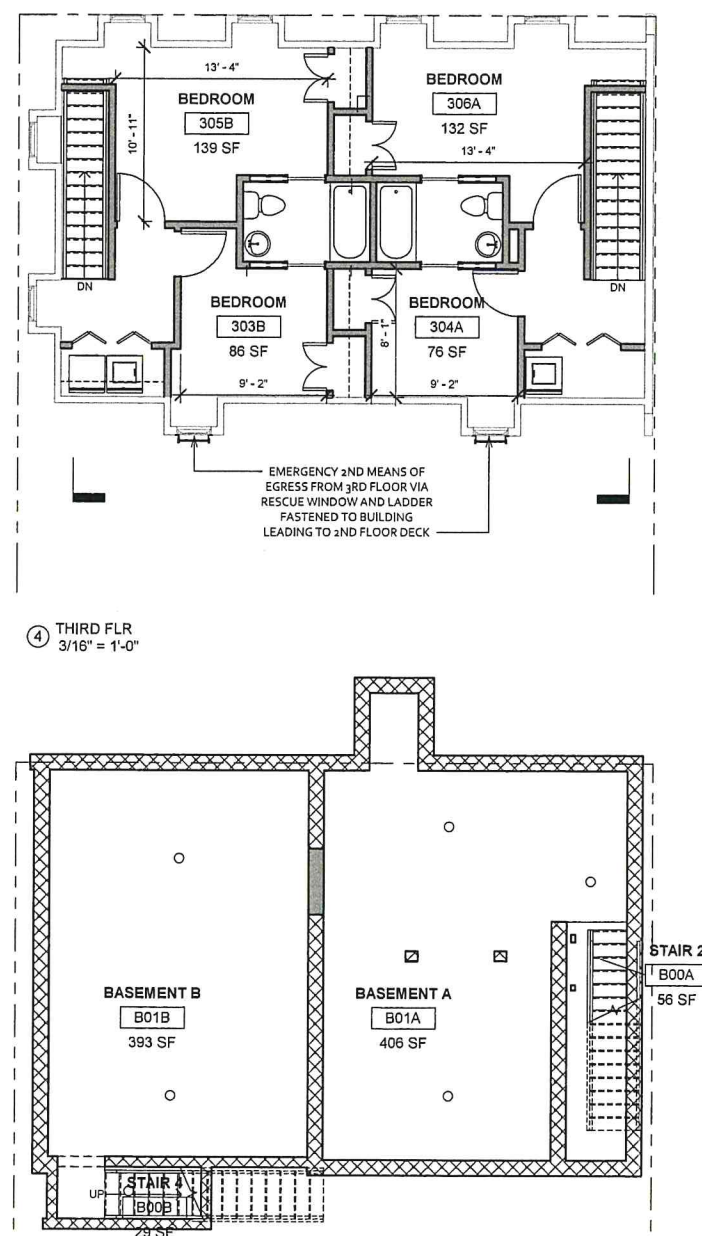 13' - 4"
BEDROOM
305B
139 SF
10' - 11"
BEDROOM
306A
132 SF
13' - 4"
DN
DN
BEDROOM
303B
86 SF
9' - 2"
BEDROOM
304A
76 SF
8' - 1"
9' - 2"
EMERGENCY 2ND MEANS OF
EGRESS FROM 3RD FLOOR VIA
RESCUE WINDOW AND LADDER
FASTENED TO BUILDING
LEADING TO 2ND FLOOR DECK
4 THIRD FLR
3/16" = 1'-0"
STAIR 2
B00A
56 SF
BASEMENT B
B01B
393 SF
BASEMENT A
B01A
406 SF
UP
STAIR 4
B00B
29 SF